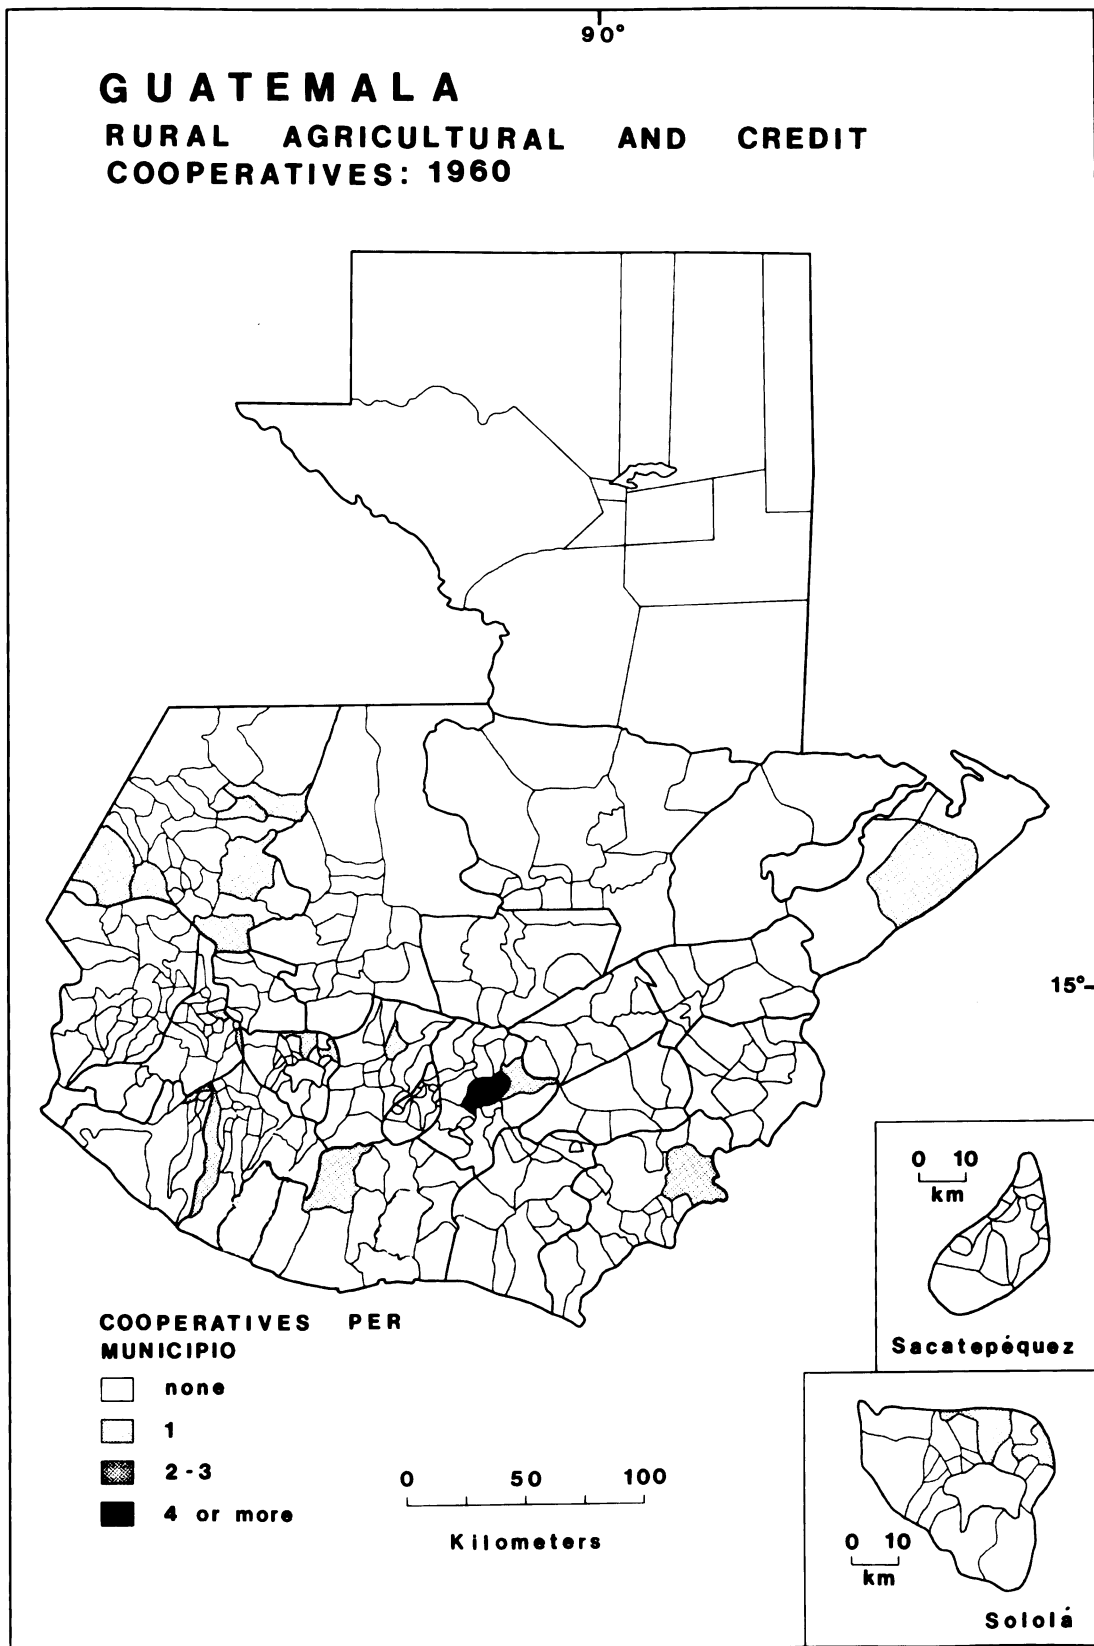 90°
GUATEMALA
RURAL AGRICULTURAL AND CREDIT
COOPERATIVES: 1960
15°
0 10
km
Sacatepéquez
COOPERATIVES PER
MUNICIPIO
none
1
2-3
4 or more
0 50 100
Kilometers
0 10
km
Sololá